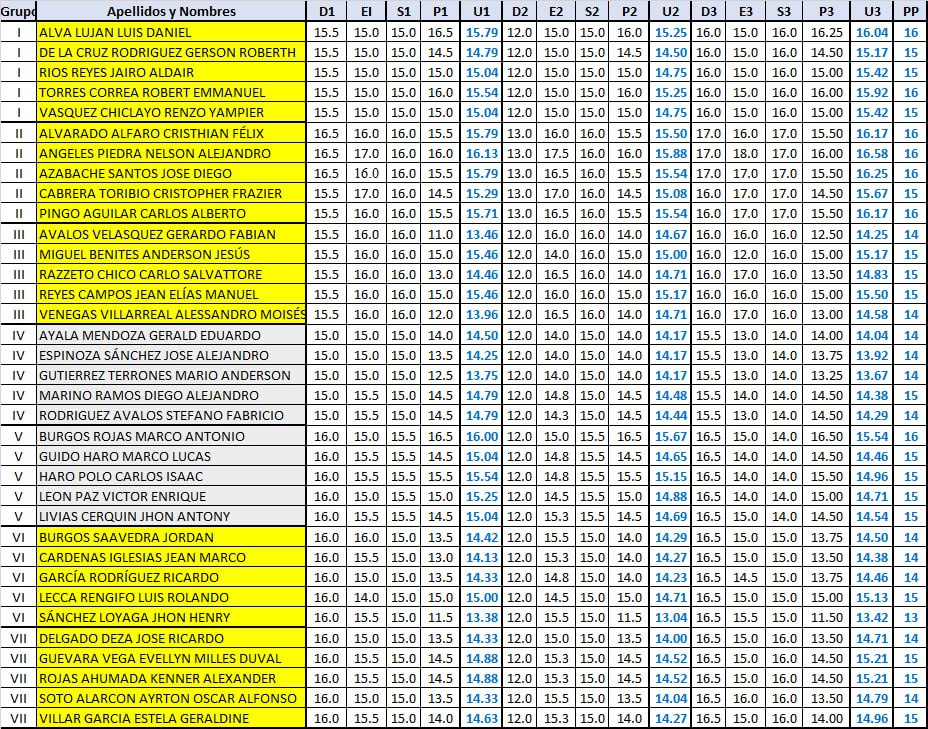 Grupo Apellidos y Nombres D1 EI S1 P1 U1 D2 E2 S2 P2 U2 D3 E3 S3 P3 U3 PP
I ALVA LUJAN LUIS DANIEL 15.5 15.0 15.0 16.5 15.79 12.0 15.0 15.0 16.0 15.25 16.0 15.0 16.0 16.25 16.04 16
I DE LA CRUZ RODRIGUEZ GERSON ROBERTH 15.5 15.0 15.0 14.5 14.79 12.0 15.0 15.0 14.5 14.50 16.0 15.0 16.0 14.50 15.17 15
I RIOS REYES JAIRO ALDAIR 15.5 15.0 15.0 15.0 15.04 12.0 15.0 15.0 15.0 14.75 16.0 15.0 16.0 15.00 15.42 15
I TORRES CORREA ROBERT EMMANUEL 15.5 15.0 15.0 16.0 15.54 12.0 15.0 15.0 16.0 15.25 16.0 15.0 16.0 16.00 15.92 16
I VASQUEZ CHICLAYO RENZO YAMPIER 15.5 15.0 15.0 15.0 15.04 12.0 15.0 15.0 15.0 14.75 16.0 15.0 16.0 15.00 15.42 15
II ALVARADO ALFARO CRISTHIAN FÉLIX 16.5 16.0 16.0 15.5 15.79 13.0 16.0 16.0 15.5 15.50 17.0 16.0 17.0 15.50 16.17 16
II ANGELES PIEDRA NELSON ALEJANDRO 16.5 17.0 16.0 16.0 16.13 13.0 17.5 16.0 16.0 15.88 17.0 18.0 17.0 16.00 16.58 16
II AZABACHE SANTOS JOSE DIEGO 16.5 16.0 16.0 15.5 15.79 13.0 16.5 16.0 15.5 15.54 17.0 17.0 17.0 15.50 16.25 16
II CABRERA TORIBIO CRISTOPHER FRAZIER 15.5 17.0 16.0 14.5 15.29 13.0 17.0 16.0 14.5 15.08 16.0 17.0 17.0 14.50 15.67 15
II PINGO AGUILAR CARLOS ALBERTO 15.5 16.0 16.0 15.5 15.71 13.0 16.5 16.0 15.5 15.54 16.0 17.0 17.0 15.50 16.17 16
III AVALOS VELASQUEZ GERARDO FABIAN 15.5 16.0 16.0 11.0 13.46 12.0 16.0 16.0 14.0 14.67 16.0 16.0 16.0 12.50 14.25 14
III MIGUEL BENITES ANDERSON JESÚS 15.5 16.0 16.0 15.0 15.46 12.0 14.0 16.0 15.0 15.00 16.0 12.0 16.0 15.00 15.17 15
III RAZZETO CHICO CARLO SALVATTORE 15.5 16.0 16.0 13.0 14.46 12.0 16.5 16.0 14.0 14.71 16.0 17.0 16.0 13.50 14.83 15
III REYES CAMPOS JEAN ELÍAS MANUEL 15.5 16.0 16.0 15.0 15.46 12.0 16.0 16.0 15.0 15.17 16.0 16.0 16.0 15.00 15.50 15
III VENEGAS VILLARREAL ALESSANDRO MOISÉS 15.5 16.0 16.0 12.0 13.96 12.0 16.5 16.0 14.0 14.71 16.0 17.0 16.0 13.00 14.58 14
IV AYALA MENDOZA GERALD EDUARDO 15.0 15.0 15.0 14.0 14.50 12.0 14.0 15.0 14.0 14.17 15.5 13.0 14.0 14.00 14.04 14
IV ESPINOZA SÁNCHEZ JOSE ALEJANDRO 15.0 15.0 15.0 13.5 14.25 12.0 14.0 15.0 14.0 14.17 15.5 13.0 14.0 13.75 13.92 14
IV GUTIERREZ TERRONES MARIO ANDERSON 15.0 15.0 15.0 12.5 13.75 12.0 14.0 15.0 14.0 14.17 15.5 13.0 14.0 13.25 13.67 14
IV MARINO RAMOS DIEGO ALEJANDRO 15.0 15.5 15.0 14.5 14.79 12.0 14.8 15.0 14.5 14.48 15.5 14.0 14.0 14.50 14.38 15
IV RODRIGUEZ AVALOS STEFANO FABRICIO 15.0 15.5 15.0 14.5 14.79 12.0 14.3 15.0 14.5 14.44 15.5 13.0 14.0 14.50 14.29 14
V BURGOS ROJAS MARCO ANTONIO 16.0 15.0 15.5 16.5 16.00 12.0 15.0 15.5 16.5 15.67 16.5 15.0 14.0 16.50 15.54 16
V GUIDO HARO MARCO LUCAS 16.0 15.5 15.5 14.5 15.04 12.0 14.8 15.5 14.5 14.65 16.5 14.0 14.0 14.50 14.46 15
V HARO POLO CARLOS ISAAC 16.0 15.5 15.5 15.5 15.54 12.0 14.8 15.5 15.5 15.15 16.5 14.0 14.0 15.50 14.96 15
V LEON PAZ VICTOR ENRIQUE 16.0 15.0 15.5 15.0 15.25 12.0 14.5 15.5 15.0 14.88 16.5 14.0 14.0 15.00 14.71 15
V LIVIAS CERQUIN JHON ANTONY 16.0 15.5 15.5 14.5 15.04 12.0 15.3 15.5 14.5 14.69 16.5 15.0 14.0 14.50 14.54 15
VI BURGOS SAAVEDRA JORDAN 16.0 16.0 15.0 13.5 14.42 12.0 15.5 15.0 14.0 14.29 16.5 15.0 15.0 13.75 14.50 14
VI CARDENAS IGLESIAS JEAN MARCO 16.0 15.5 15.0 13.0 14.13 12.0 15.3 15.0 14.0 14.27 16.5 15.0 15.0 13.50 14.38 14
VI GARCÍA RODRÍGUEZ RICARDO 16.0 15.0 15.0 13.5 14.33 12.0 14.8 15.0 14.0 14.23 16.5 14.5 15.0 13.75 14.46 14
VI LECCA RENGIFO LUIS ROLANDO 16.0 14.0 15.0 15.0 15.00 12.0 14.5 15.0 15.0 14.71 16.5 15.0 15.0 15.00 15.13 15
VI SÁNCHEZ LOYAGA JHON HENRY 16.0 15.5 15.0 11.5 13.38 12.0 15.5 15.0 11.5 13.04 16.5 15.5 15.0 11.50 13.42 13
VII DELGADO DEZA JOSE RICARDO 16.0 15.0 15.0 13.5 14.33 12.0 15.0 15.0 13.5 14.00 16.5 15.0 16.0 13.50 14.71 14
VII GUEVARA VEGA EVELLYN MILLES DUVAL 16.0 15.5 15.0 14.5 14.88 12.0 15.3 15.0 14.5 14.52 16.5 15.0 16.0 14.50 15.21 15
VII ROJAS AHUMADA KENNER ALEXANDER 16.0 15.5 15.0 14.5 14.88 12.0 15.3 15.0 14.5 14.52 16.5 15.0 16.0 14.50 15.21 15
VII SOTO ALARCON AYRTON OSCAR ALFONSO 16.0 15.0 15.0 13.5 14.33 12.0 15.5 15.0 13.5 14.04 16.5 16.0 16.0 13.50 14.79 14
VII VILLAR GARCIA ESTELA GERALDINE 16.0 15.5 15.0 14.0 14.63 12.0 15.3 15.0 14.0 14.27 16.5 15.0 16.0 14.00 14.96 15